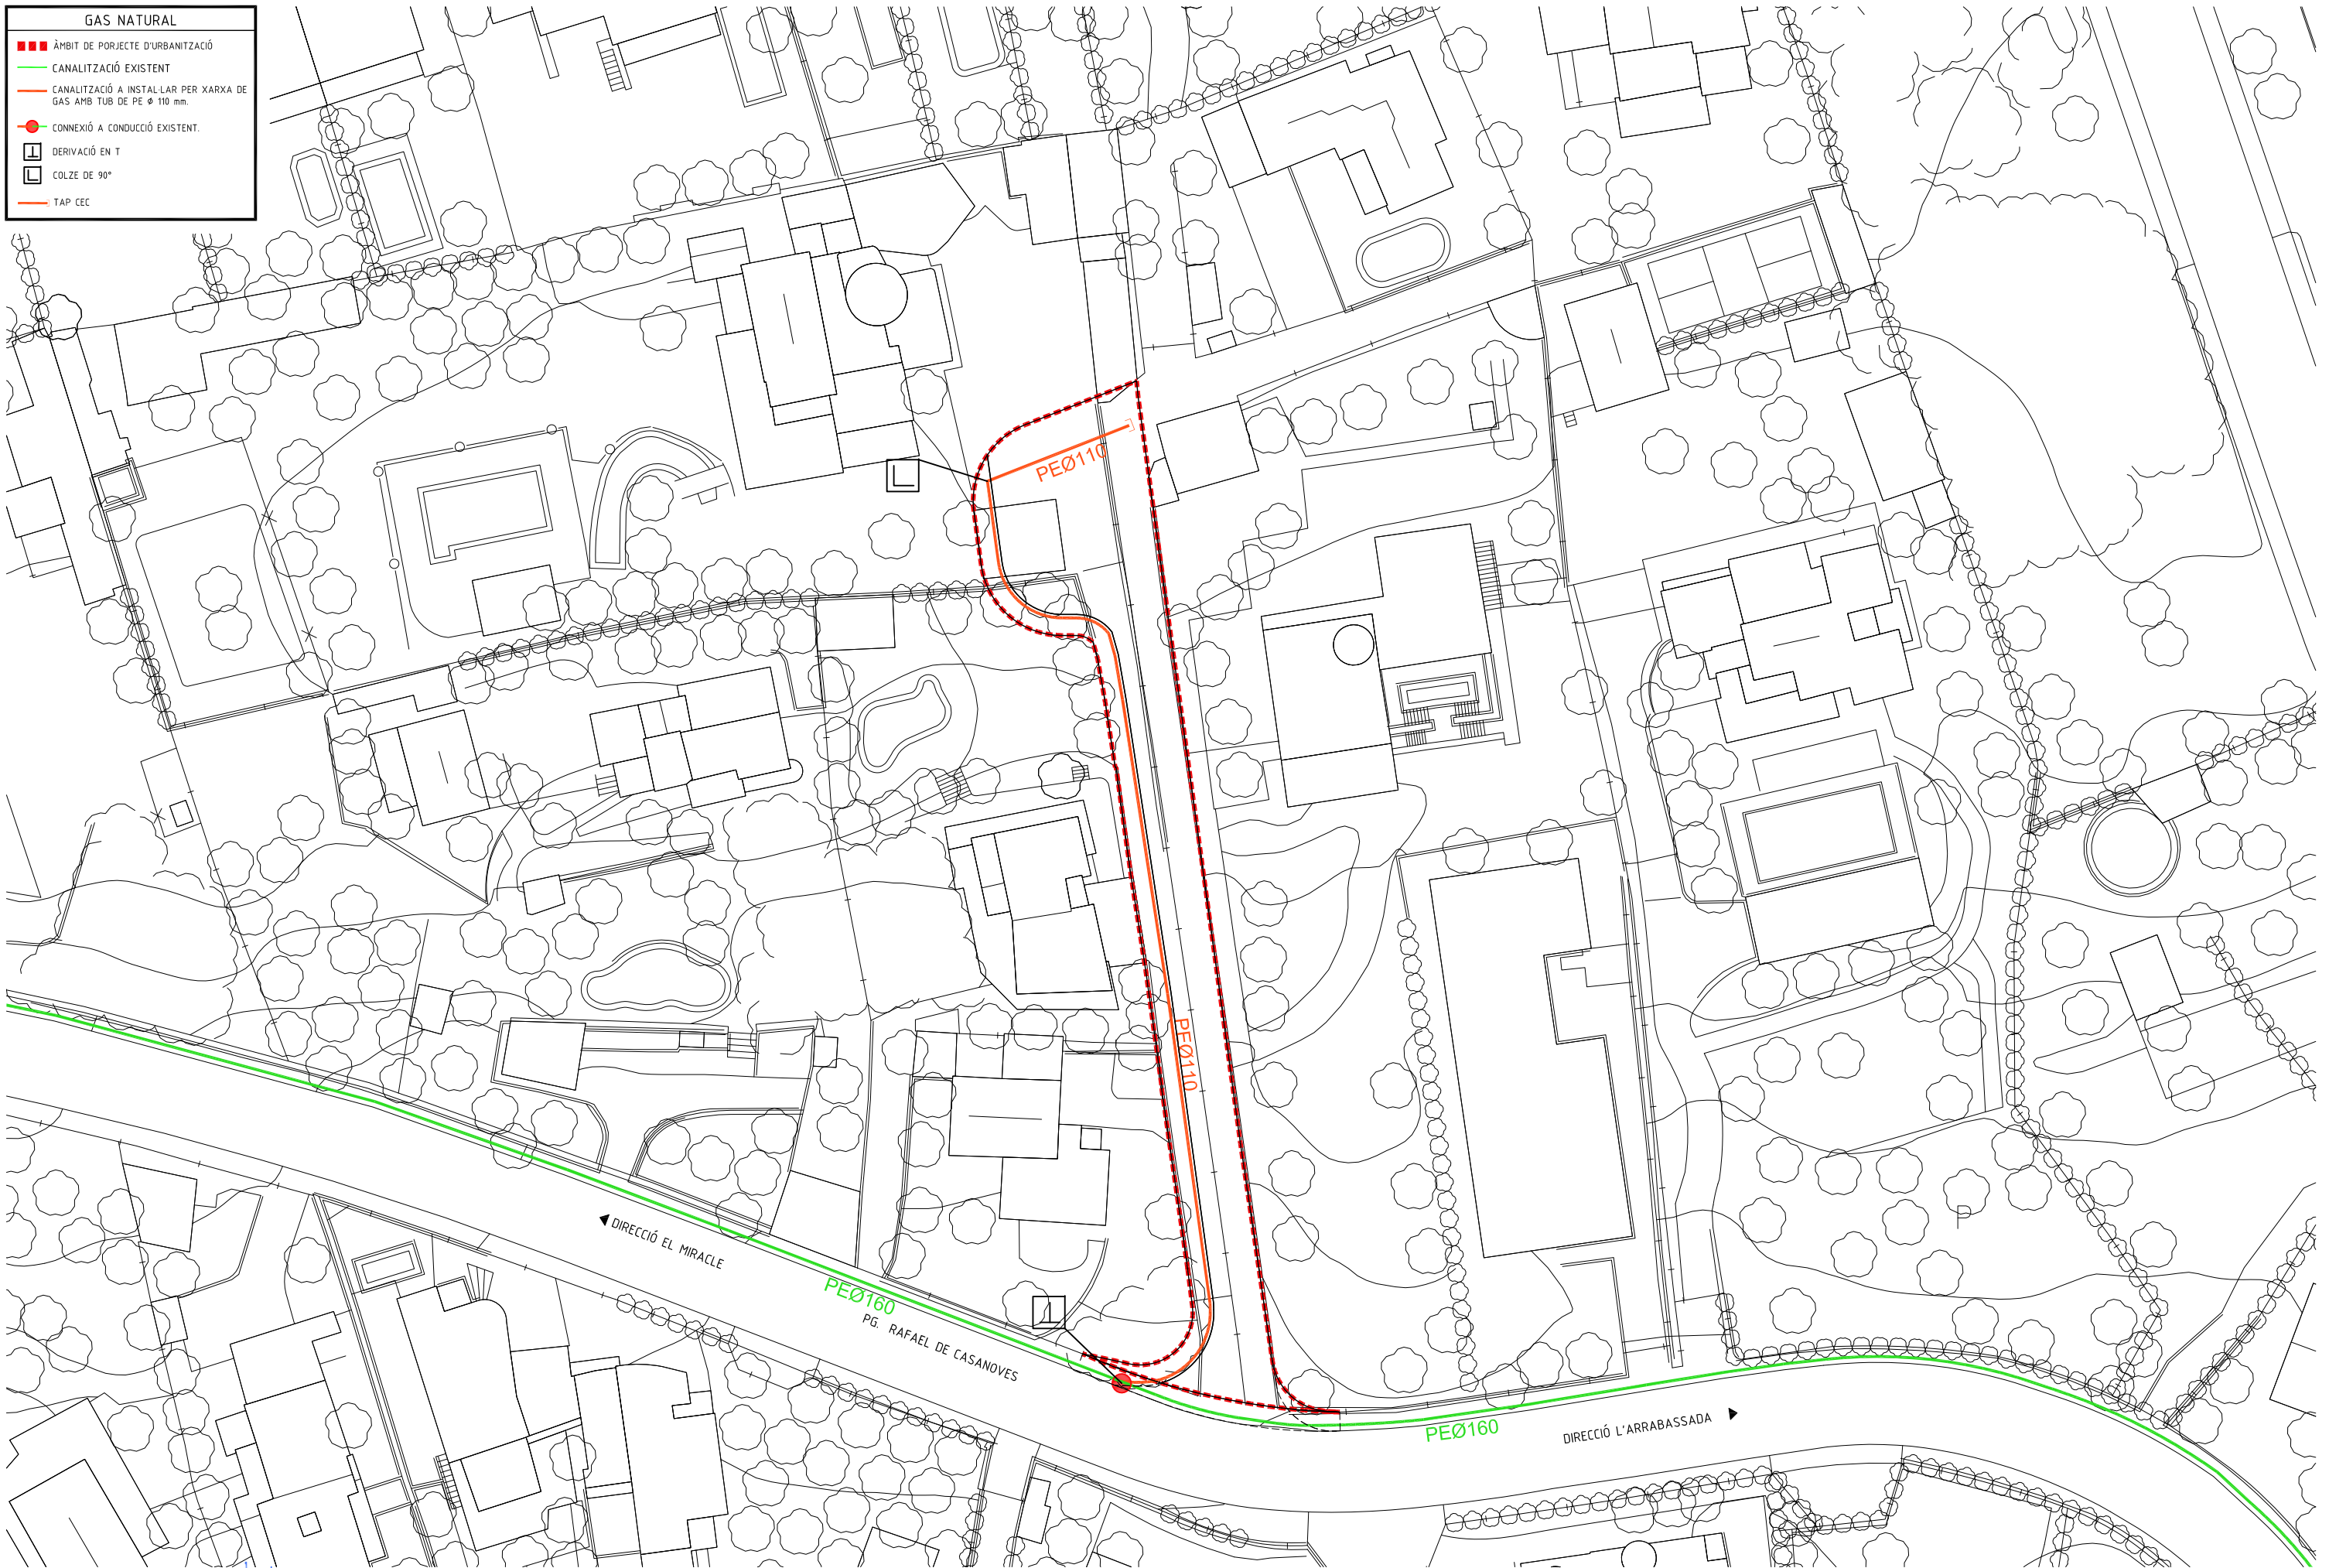 GAS NATURAL
ÀMBIT DE PORJECTE D'URBANITZACIÓ
CANALITZACIÓ EXISTENT
CANALITZACIÓ A INSTAL·LAR PER XARXA DE
GAS AMB TUB DE PE Ø 110 mm.
CONNEXIÓ A CONDUCCIÓ EXISTENT.
DERIVACIÓ EN T
COLZE DE 90°
TAP CEC
PEØ110
PEØ110
P
DIRECCIÓ EL MIRACLE
PEØ160
PG. RAFAEL DE CASANOVES
PEØ160
DIRECCIÓ L'ARRABASSADA
1